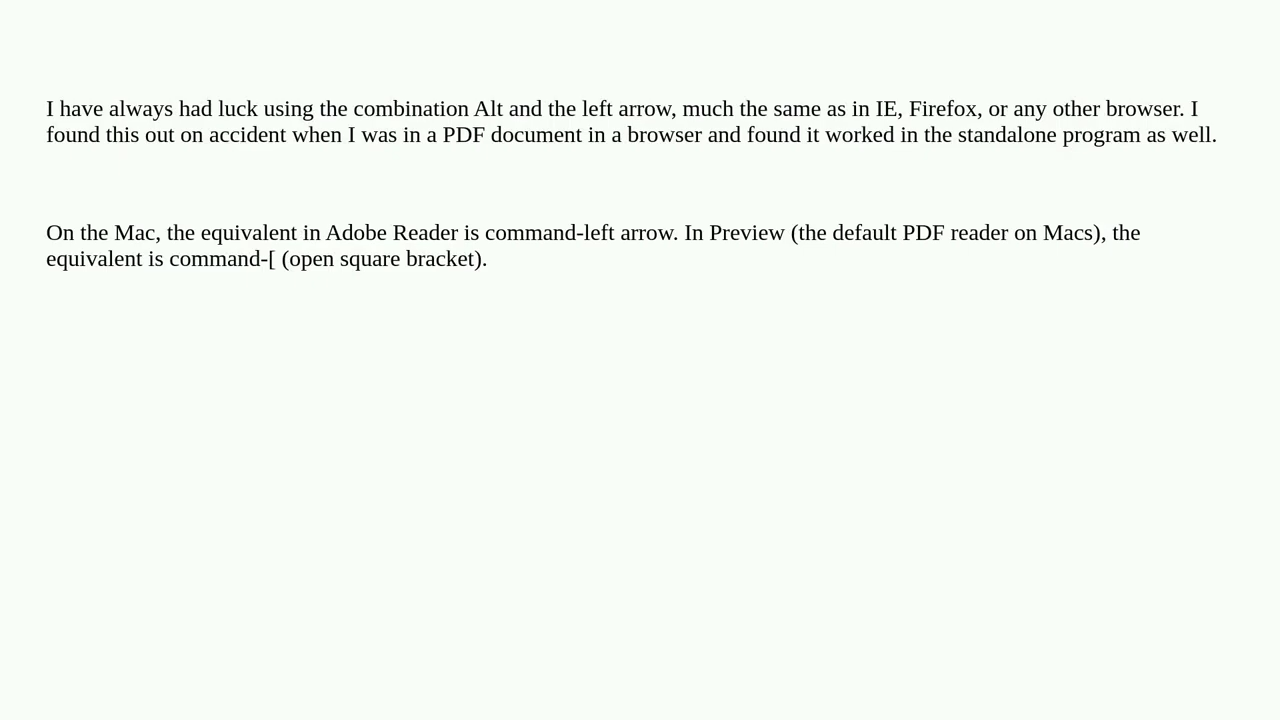 I have always had luck using the combination Alt and the left arrow, much the same as in IE, Firefox, or any other browser. I
found this out on accident when I was in a PDF document in a browser and found it worked in the standalone program as well.
On the Mac, the equivalent in Adobe Reader is command-left arrow. In Preview (the default PDF reader on Macs), the
equivalent is command-[ (open square bracket).